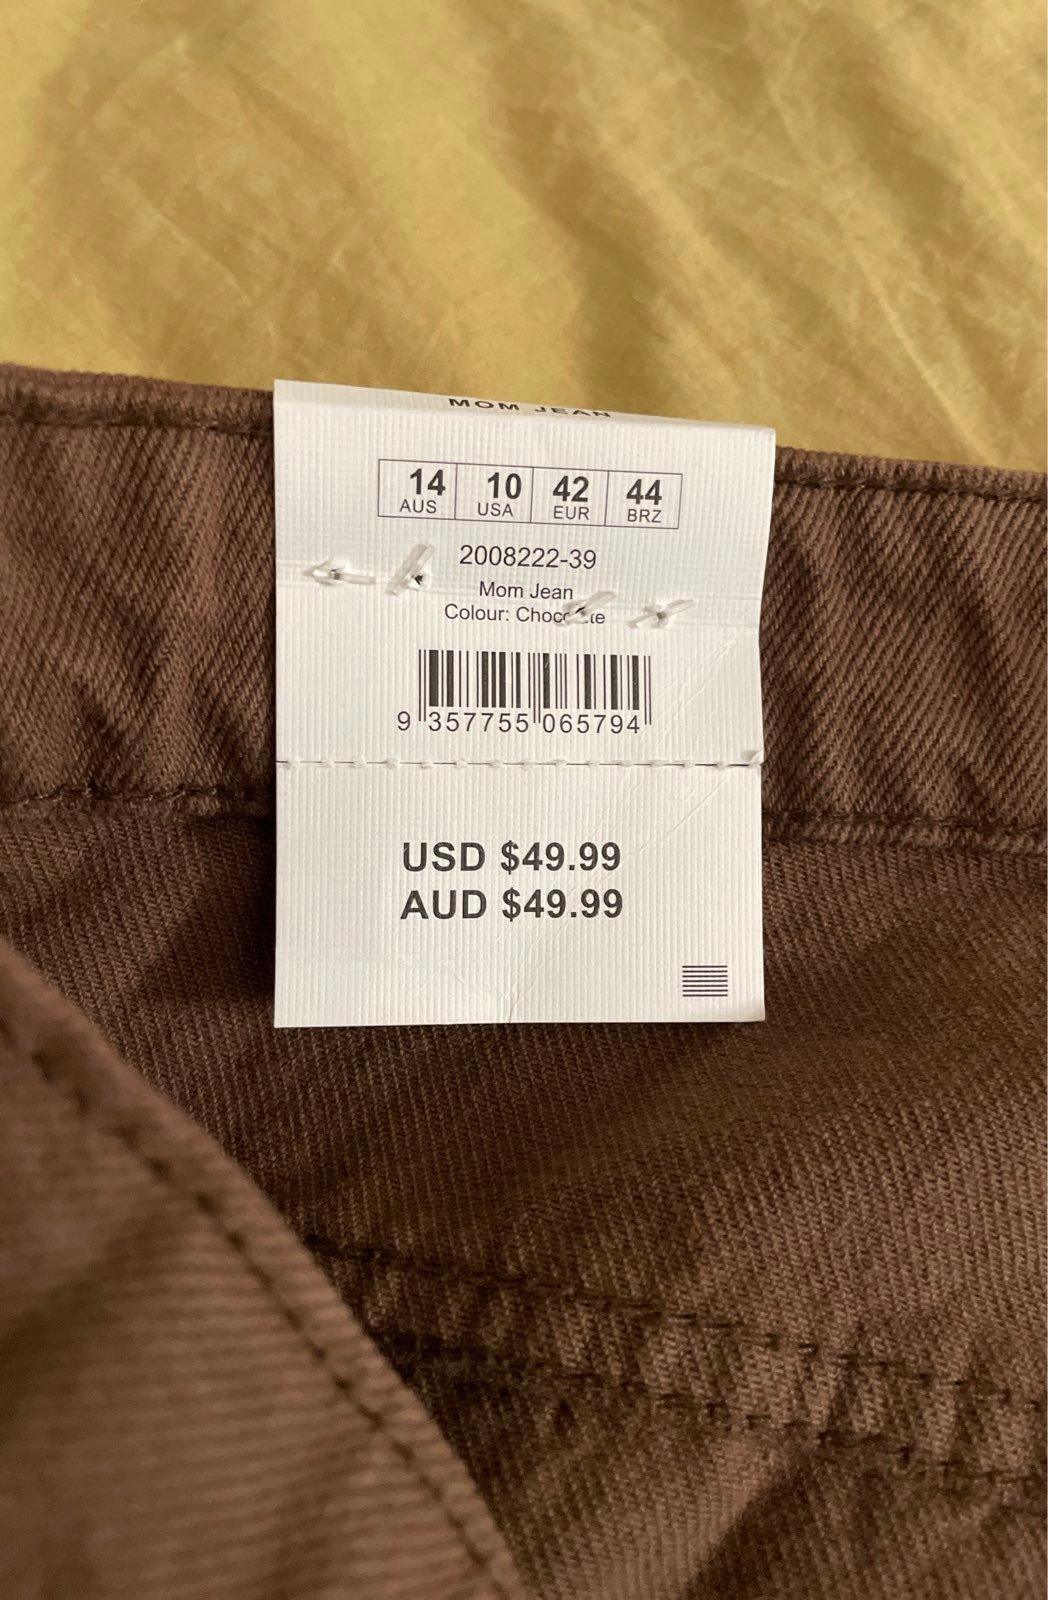 MOM JEAN
14 10 42 44
AUS USA EUR BRZ
2008222-39
Mom Jean
Colour:
9 357755 065794
USD $49.99
AUD $49.99